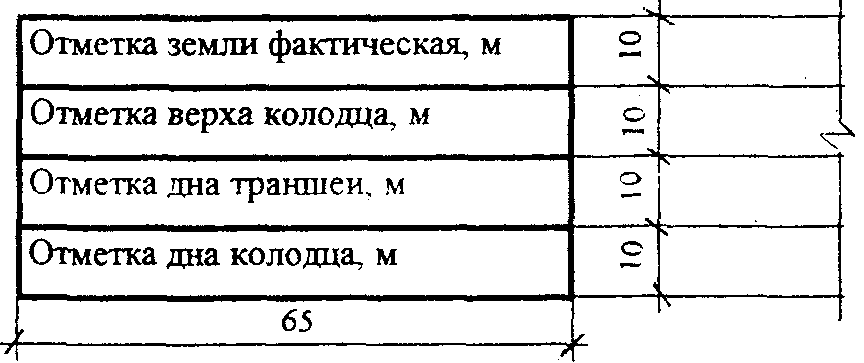 Отметка земли фактическая, м
10
Отметка верха колодца, м
10
Отметка дна траншеи, м
10
Отметка дна колодца, м
10
65